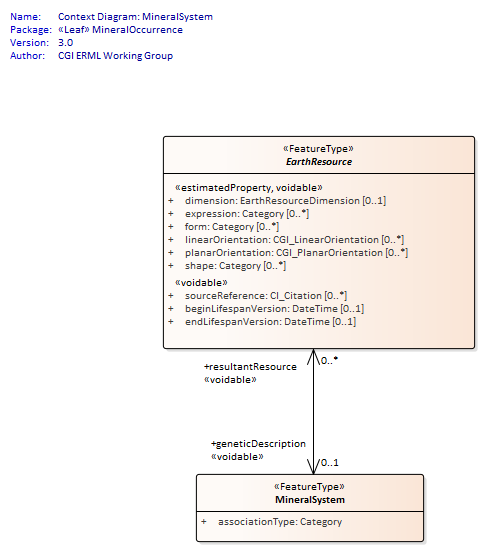 Name: Context Diagram: MineralSystem
Package: «Leaf» MineralOccurrence
Version: 3.0
Author: CGI ERML Working Group
«FeatureType»
EarthResource
«estimatedProperty, voidable»
+ dimension: EarthResourceDimension [0..1]
+ expression: Category [0..*]
+ form: Category [0..*]
+ linearOrientation: CGI_LinearOrientation [0..*]
+ planarOrientation: CGI_PlanarOrientation [0..*]
+ shape: Category [0..*]
«voidable»
+ sourceReference: CI_Citation [0..*]
+ beginLifespanVersion: DateTime [0..1]
+ endLifespanVersion: DateTime [0..1]
+resultantResource 0..*
«voidable»
+geneticDescription
«voidable» 0..1
«FeatureType»
MineralSystem
+ associationType: Category